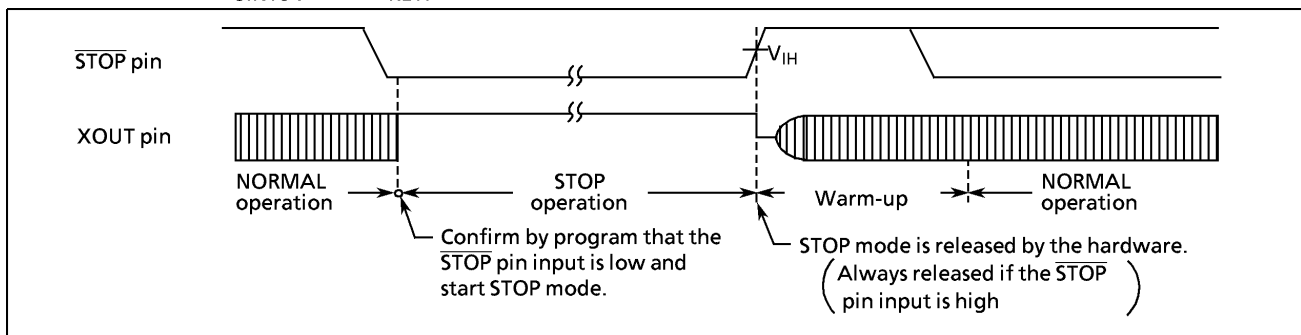 STOP pin
VIH
XOUT pin
NORMAL operation
STOP operation
Warm-up
NORMAL operation
Confirm by program that the
STOP pin input is low and
start STOP mode.
STOP mode is released by the hardware.
(Always released if the STOP
pin input is high)